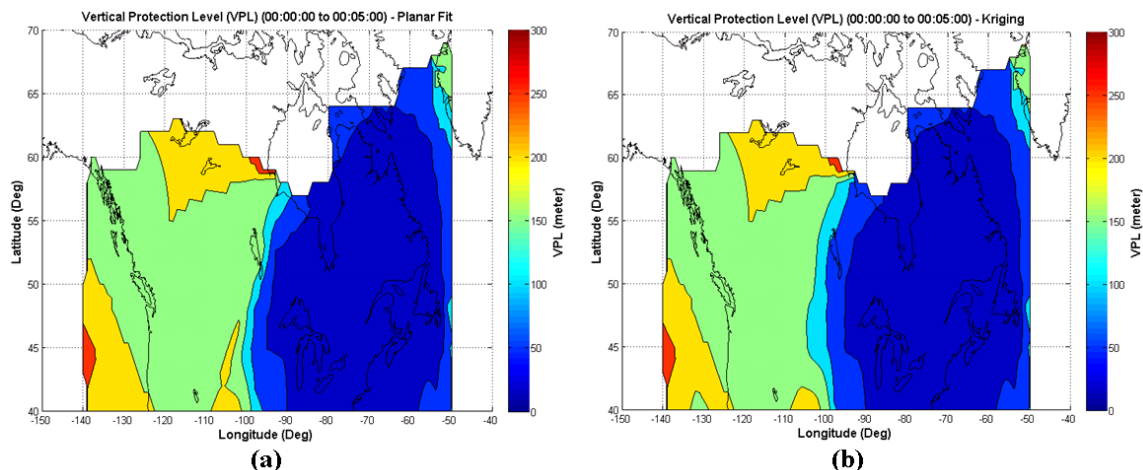 Vertical Protection Level (VPL) (00:00:00 to 00:05:00) - Planar Fit
70
65
60
55
50
45
40
Latitude (Deg)
-150 -140 -130 -120 -110 -100 -90 -80 -70 -60 -50 -40
Longitude (Deg)
300
250
200
150
100
50
0
VPL (meter)
(a)
Vertical Protection Level (VPL) (00:00:00 to 00:05:00) - Kriging
70
65
60
55
50
45
40
Latitude (Deg)
-150 -140 -130 -120 -110 -100 -90 -80 -70 -60 -50 -40
Longitude (Deg)
300
250
200
150
100
50
0
VPL (meter)
(b)